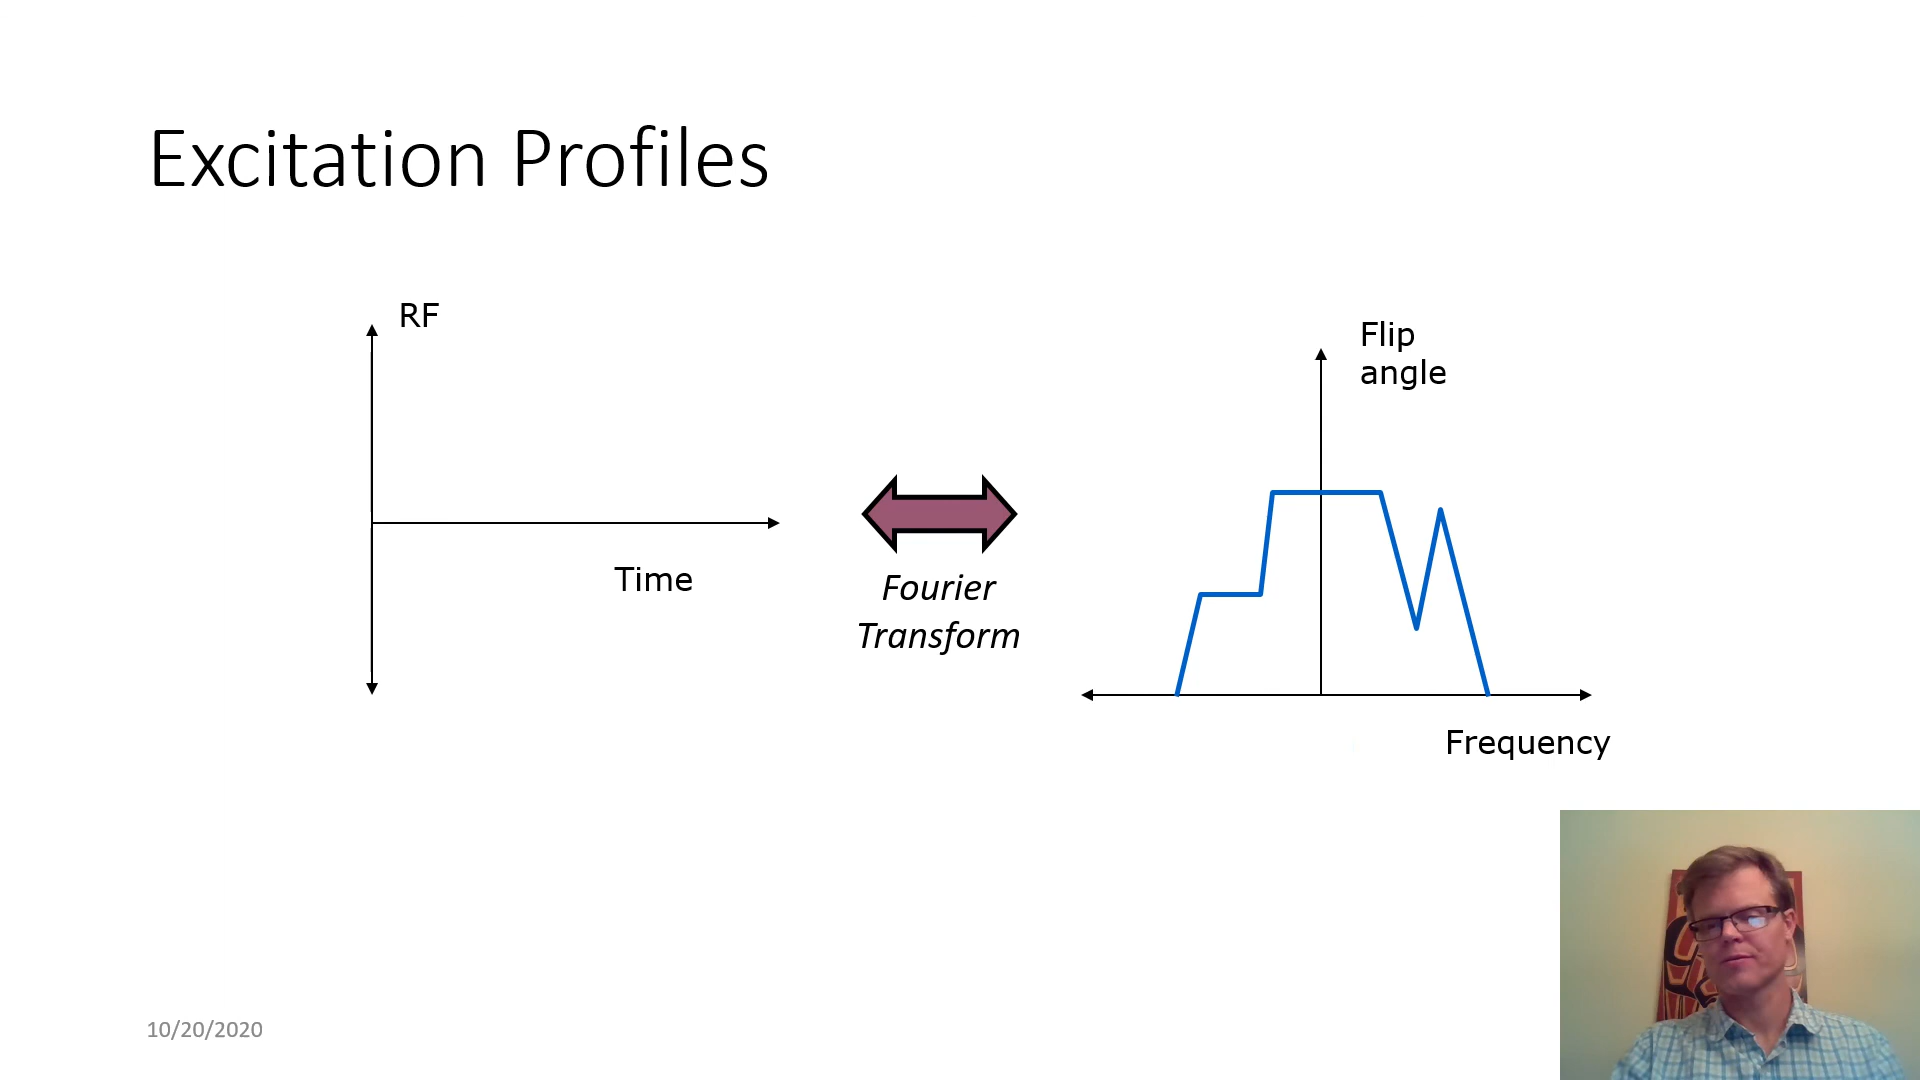 Excitation Profiles
RF
Time
Fourier
Transform
Flip
angle
Frequency
10/20/2020